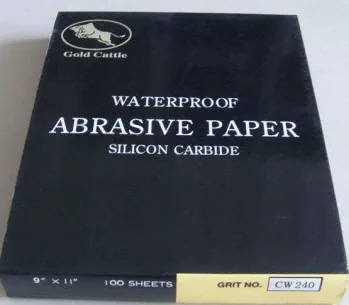 Gold Cattle
WATERPROOF
ABRASIVE PAPER
SILICON CARBIDE
9" X 11" 100 SHEETS GRIT NO. CW 240